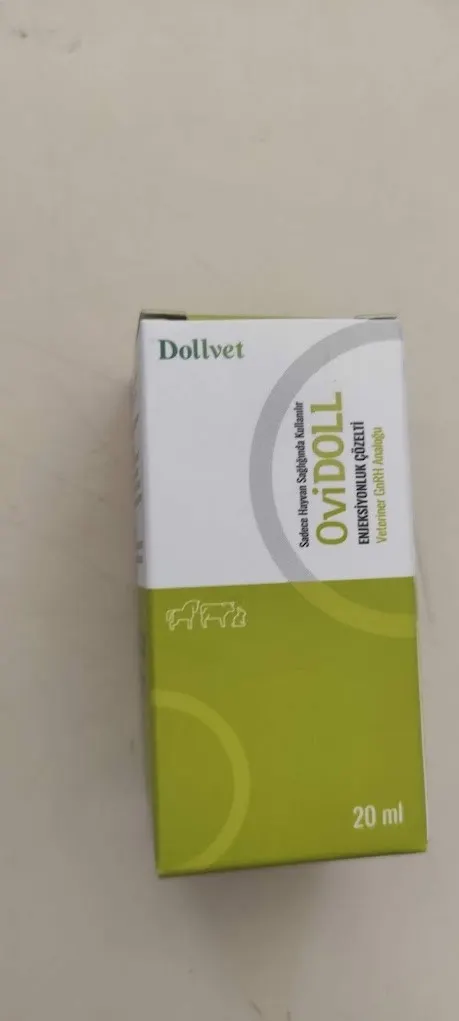 Dollvet
Sadece Hayvan Sağlığında Kullanılır
OviDOLL
ENJEKSİYONLUK ÇÖZELTİ
Veteriner GnRH Analoğu
20 ml